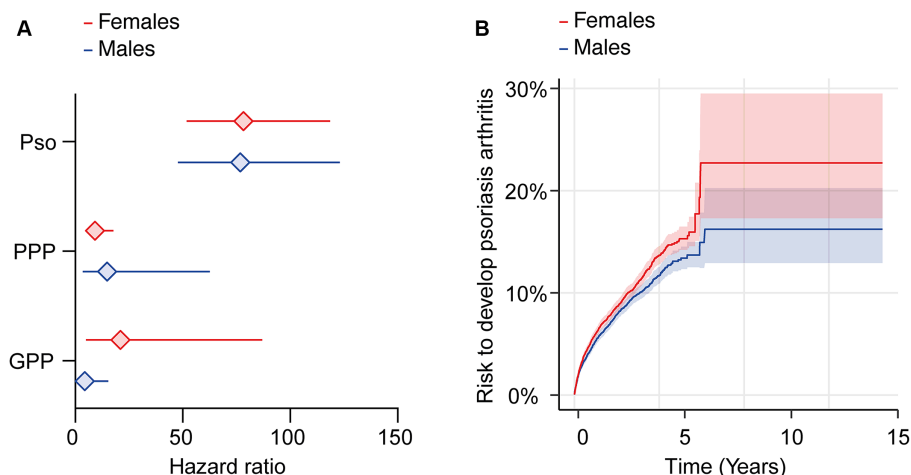 A
Females
Males
Pso
PPP
GPP
0 50 100 150
Hazard ratio
B
Females
Males
Risk to develop psoriasis arthritis
30%
20%
10%
0%
0 5 10 15
Time (Years)